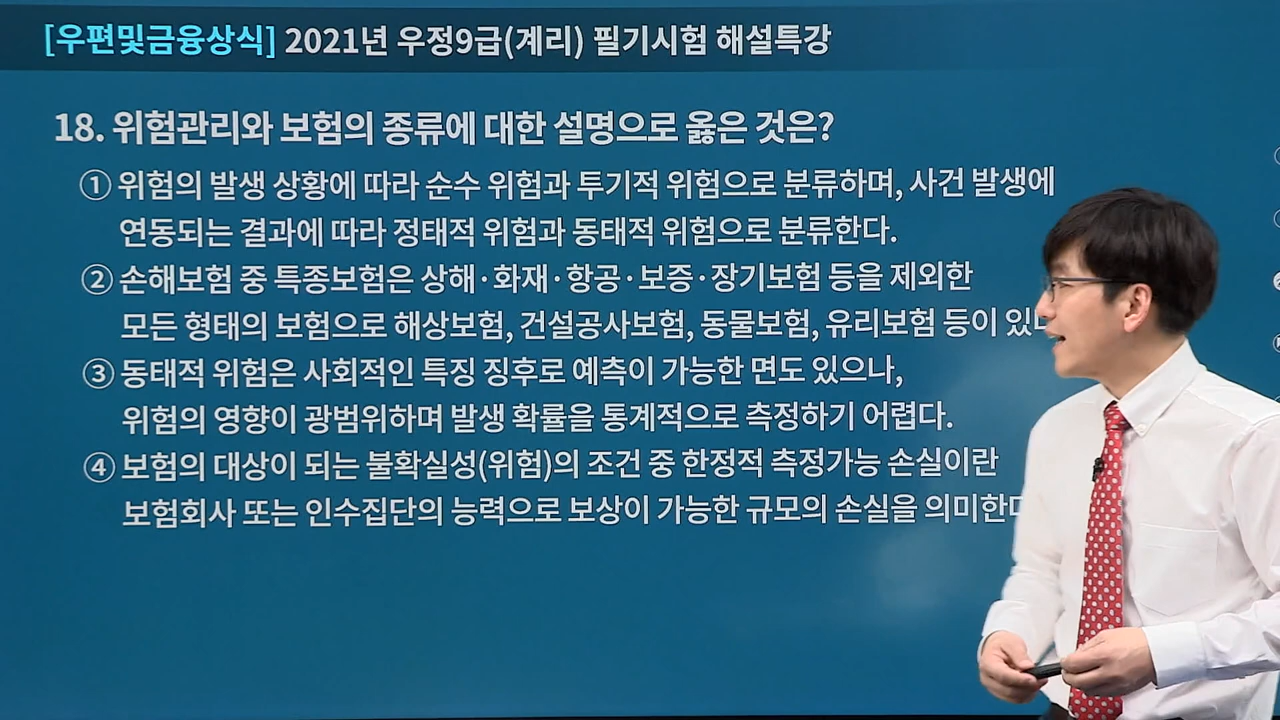 [우편및금융상식] 2021년 우정9급(계리) 필기시험 해설특강
18. 위험관리와 보험의 종류에 대한 설명으로 옳은 것은?
① 위험의 발생 상황에 따라 순수 위험과 투기적 위험으로 분류하며, 사건 발생에
연동되는 결과에 따라 정태적 위험과 동태적 위험으로 분류한다.
② 손해보험 중 특종보험은 상해·화재·항공·보증·장기보험 등을 제외한
모든 형태의 보험으로 해상보험, 건설공사보험, 동물보험, 유리보험 등이
③ 동태적 위험은 사회적인 특징 징후로 예측이 가능한 면도 있으나,
위험의 영향이 광범위하며 발생 확률을 통계적으로 측정하기 어렵다.
④ 보험의 대상이 되는 불확실성(위험)의 조건 중 한정적 측정가능 손실이란
보험회사 또는 인수집단의 능력으로 보상이 가능한 규모의 손실을